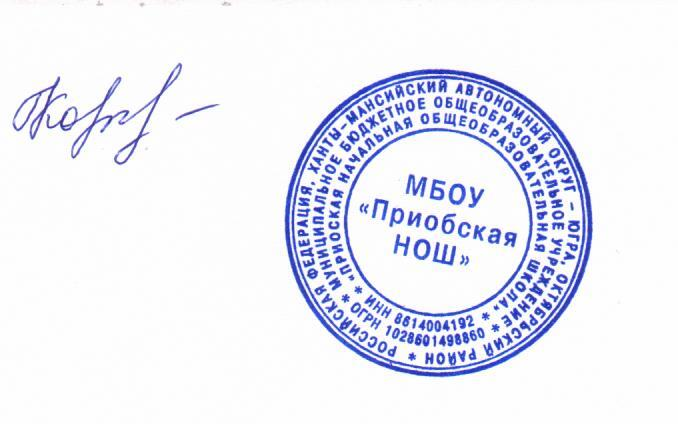 РОССИЙСКАЯ ФЕДЕРАЦИЯ, ХАНТЫ-МАНСИЙСКИЙ АВТОНОМНЫЙ ОКРУГ - ЮГРА, ОКТЯБРЬСКИЙ РАЙОН *
МУНИЦИПАЛЬНОЕ БЮДЖЕТНОЕ ОБЩЕОБРАЗОВАТЕЛЬНОЕ УЧРЕЖДЕНИЕ
* ОГРН 1028601498860 *
"ПРИОБСКАЯ НАЧАЛЬНАЯ ОБЩЕОБРАЗОВАТЕЛЬНАЯ ШКОЛА"
* ИНН 8614004192 *
МБОУ
«Приобская
НОШ»